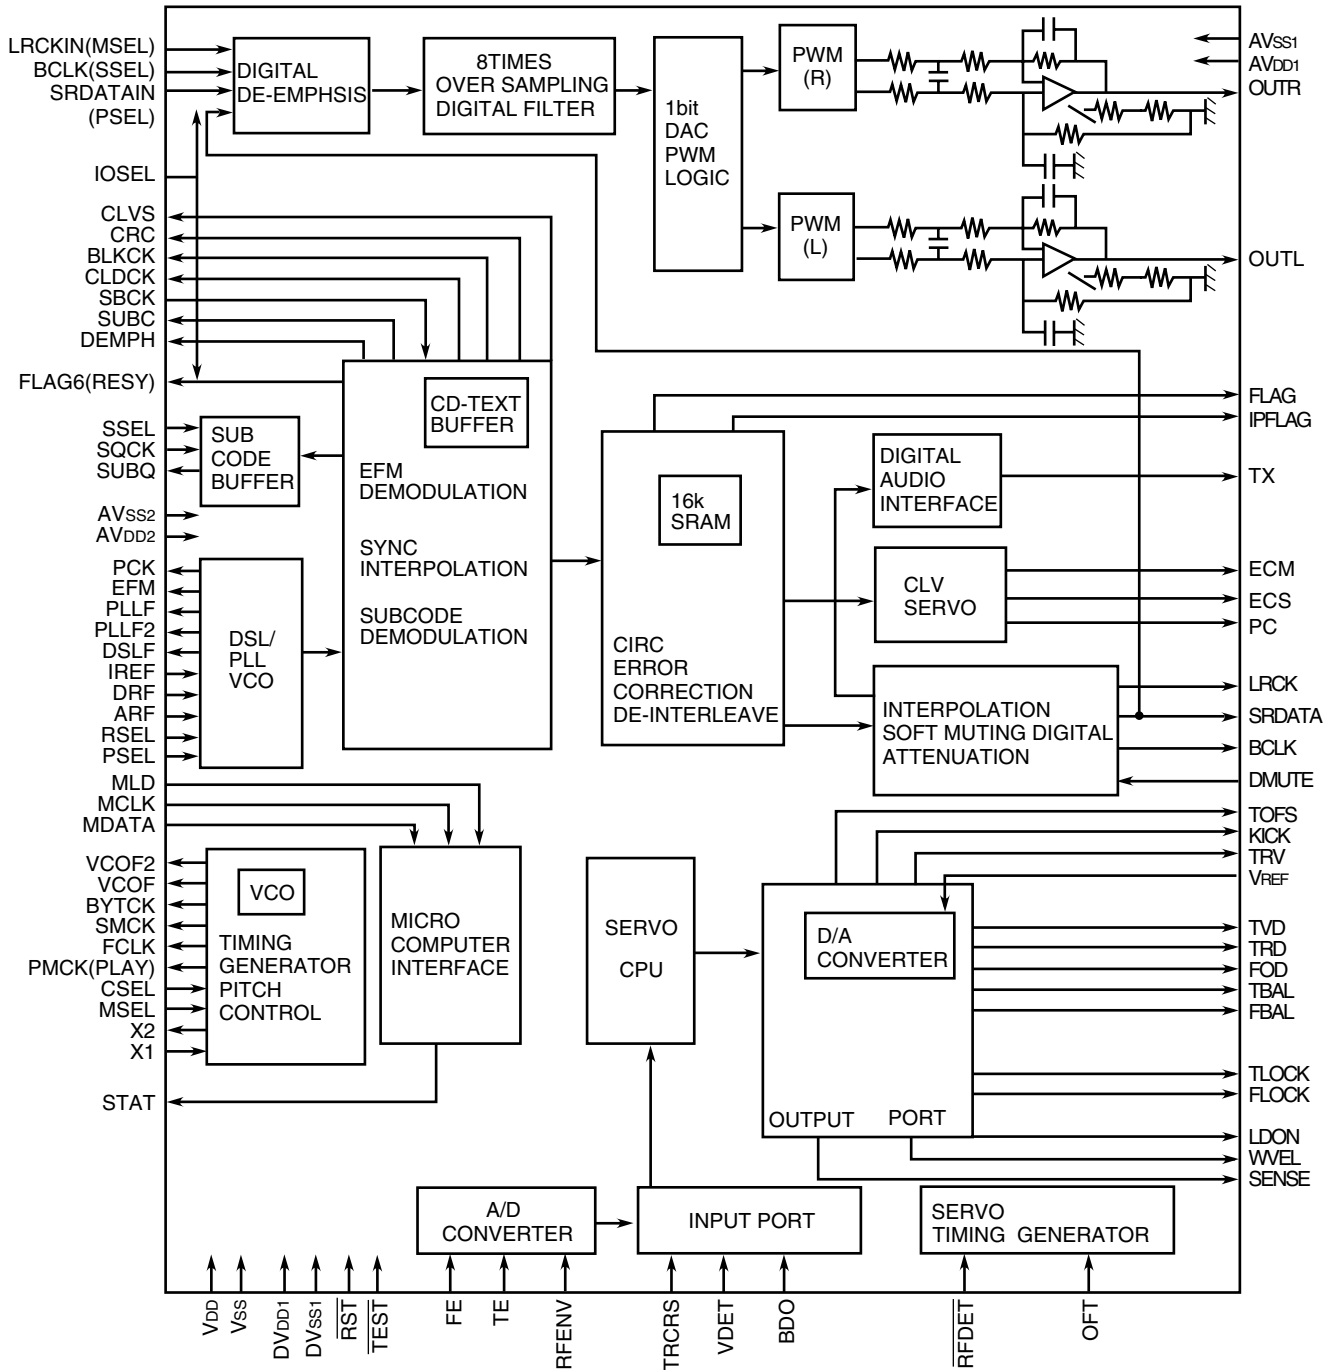 LRCKIN(MSEL)
BCLK(SSEL)
SRDATAIN
(PSEL)
IOSEL
CLVS
CRC
BLKCK
CLDCK
SBCK
SUBC
DEMPH
FLAG6(RESY)
SSEL
SQCK
SUBQ
AVSS2
AVDD2
PCK
EFM
PLLF
PLLF2
DSLF
IREF
DRF
ARF
RSEL
PSEL
MLD
MCLK
MDATA
VCOF2
VCOF
BYTCK
SMCK
FCLK
PMCK(PLAY)
CSEL
MSEL
X2
X1
STAT
DIGITAL
DE-EMPHSIS
8TIMES
OVER SAMPLING
DIGITAL FILTER
1bit
DAC
PWM
LOGIC
PWM
(R)
PWM
(L)
CD-TEXT
BUFFER
EFM
DEMODULATION
SYNC
INTERPOLATION
SUBCODE
DEMODULATION
SUB
CODE
BUFFER
DSL/
PLL
VCO
16k
SRAM
CIRC
ERROR
CORRECTION
DE-INTERLEAVE
DIGITAL
AUDIO
INTERFACE
CLV
SERVO
INTERPOLATION
SOFT MUTING DIGITAL
ATTENUATION
VCO
TIMING
GENERATOR
PITCH
CONTROL
MICRO
COMPUTER
INTERFACE
SERVO
CPU
D/A
CONVERTER
OUTPUT PORT
A/D
CONVERTER
INPUT PORT
SERVO
TIMING GENERATOR
AVSS1
AVDD1
OUTR
OUTL
FLAG
IPFLAG
TX
ECM
ECS
PC
LRCK
SRDATA
BCLK
DMUTE
TOFS
KICK
TRV
VREF
TVD
TRD
FOD
TBAL
FBAL
TLOCK
FLOCK
LDON
WVEL
SENSE
VDD
VSS
DVDD1
DVSS1
RST
TEST
FE
TE
RFENV
TRCRS
VDET
BDO
RFDET
OFT